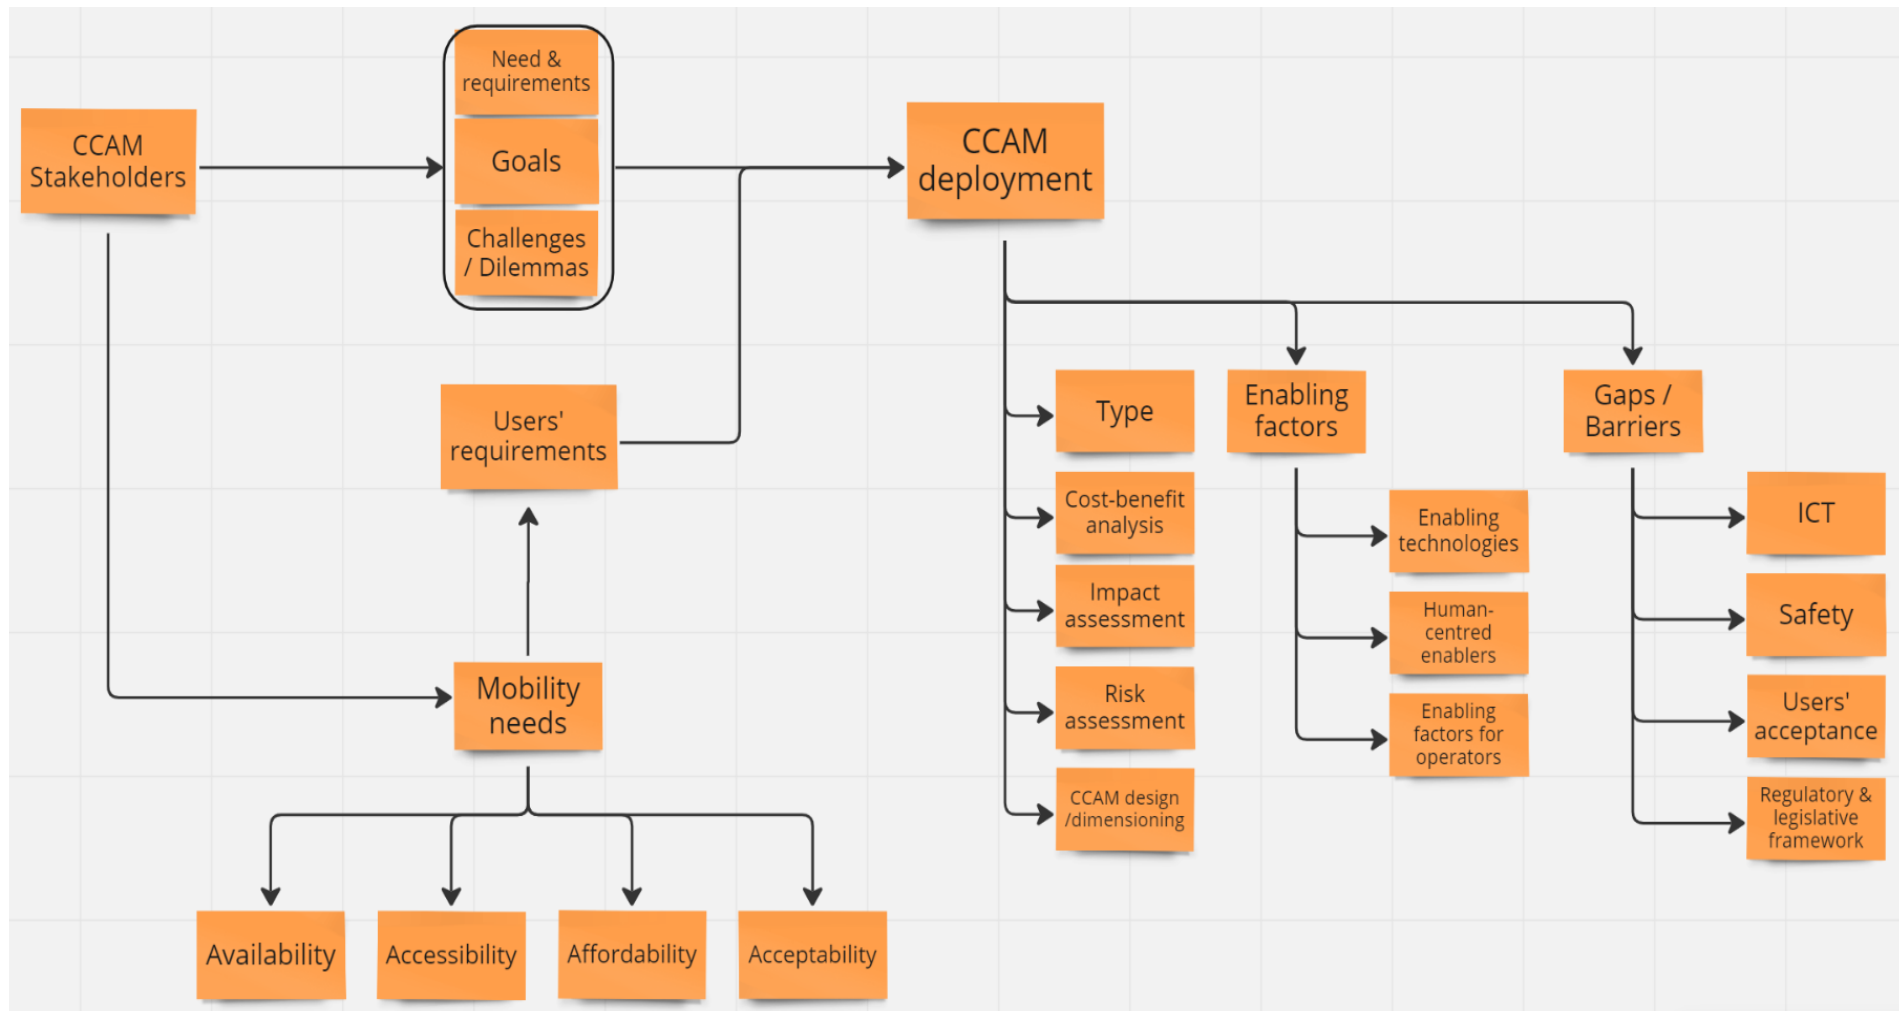 Need &
requirements
CCAM
Stakeholders
Goals
Challenges
/ Dilemmas
CCAM
deployment
Users'
requirements
Mobility
needs
Availability
Accessibility
Affordability
Acceptability
Type
Cost-benefit
analysis
Impact
assessment
Risk
assessment
CCAM design
/dimensioning
Enabling
factors
Enabling
technologies
Human-
centred
enablers
Enabling
factors for
operators
Gaps /
Barriers
ICT
Safety
Users'
acceptance
Regulatory &
legislative
framework